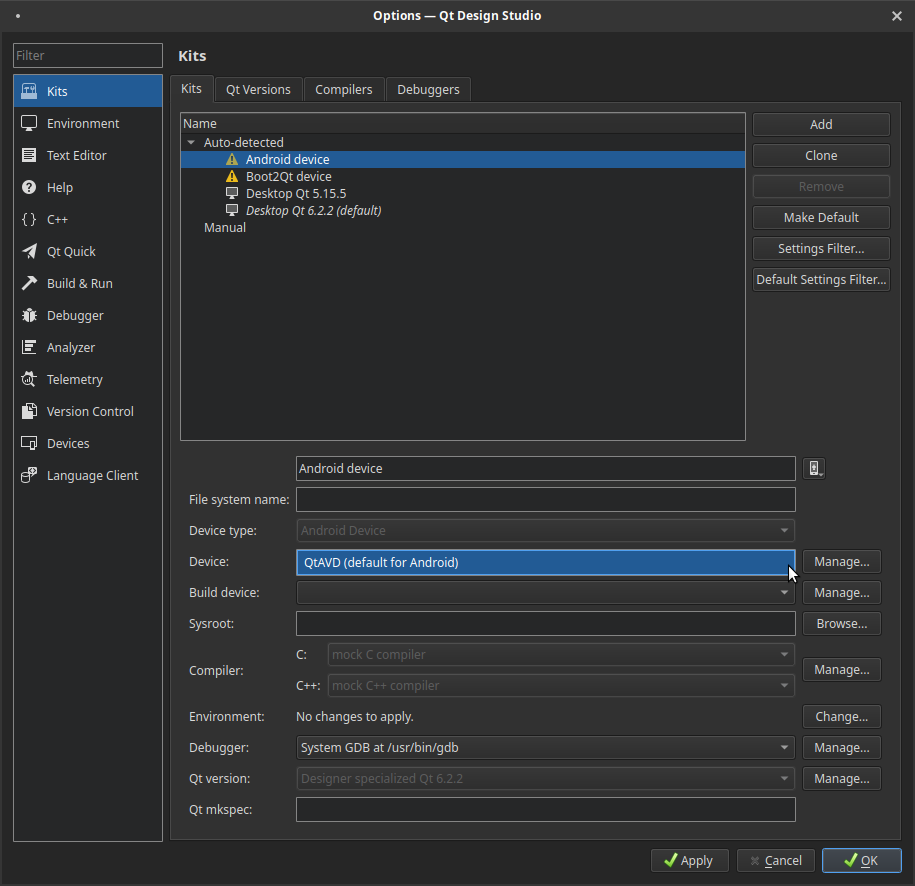 Options — Qt Design Studio
Filter
Kits
Environment
Text Editor
Help
C++
Qt Quick
Build & Run
Debugger
Analyzer
Telemetry
Version Control
Devices
Language Client
Kits
Kits Qt Versions Compilers Debuggers
Name
Auto-detected
Android device
Boot2Qt device
Desktop Qt 5.15.5
Desktop Qt 6.2.2 (default)
Manual
Add
Clone
Remove
Make Default
Settings Filter...
Default Settings Filter...
Android device
File system name:
Device type: Android Device
Device: QtAVD (default for Android) Manage...
Build device: Manage...
Sysroot: Browse...
Compiler: C: mock C compiler
C++: mock C++ compiler Manage...
Environment: No changes to apply. Change...
Debugger: System GDB at /usr/bin/gdb Manage...
Qt version: Designer specialized Qt 6.2.2 Manage...
Qt mkspec:
Apply Cancel OK